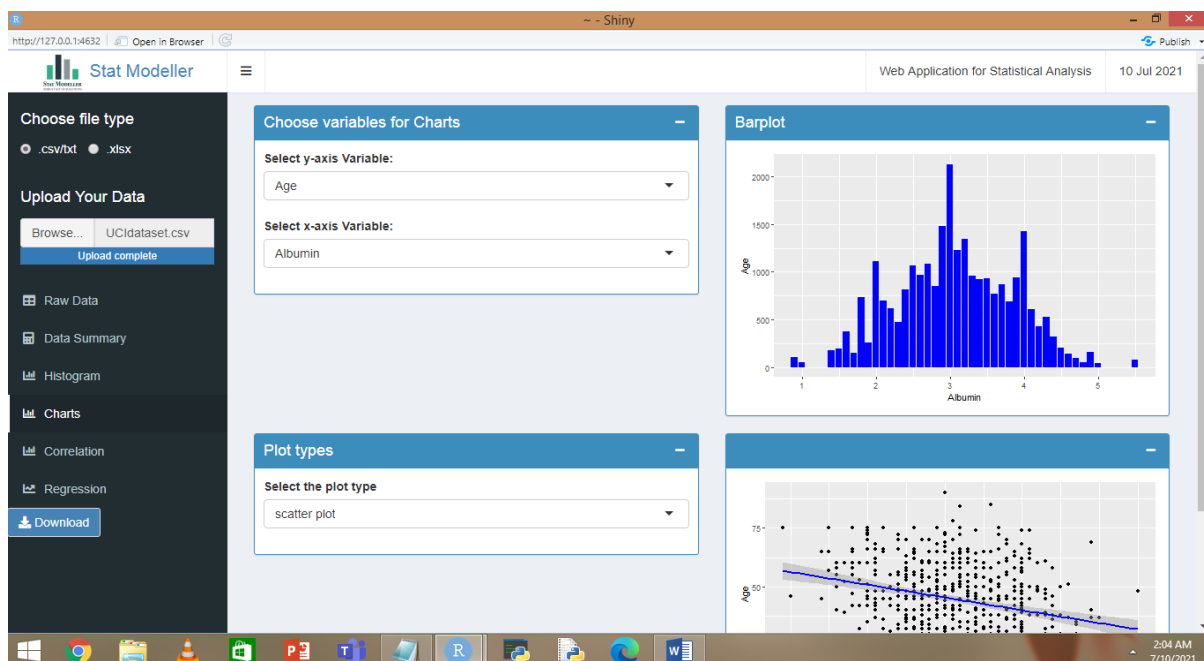 R
~ - Shiny
http://127.0.0.1:4632 Open in Browser Publish
STAT MODELLER
Stat Modeller
Web Application for Statistical Analysis
10 Jul 2021
Choose file type
.csv/txt .xlsx
Upload Your Data
Browse... UCIdataset.csv
Upload complete
Raw Data
Data Summary
Histogram
Charts
Correlation
Regression
Download
Choose variables for Charts
Select y-axis Variable:
Age
Select x-axis Variable:
Albumin
Barplot
2000
1500
1000
500
0
Age
1 2 3 4 5
Albumin
Plot types
Select the plot type
scatter plot
75
50
Age
R
2:04 AM
7/10/2021